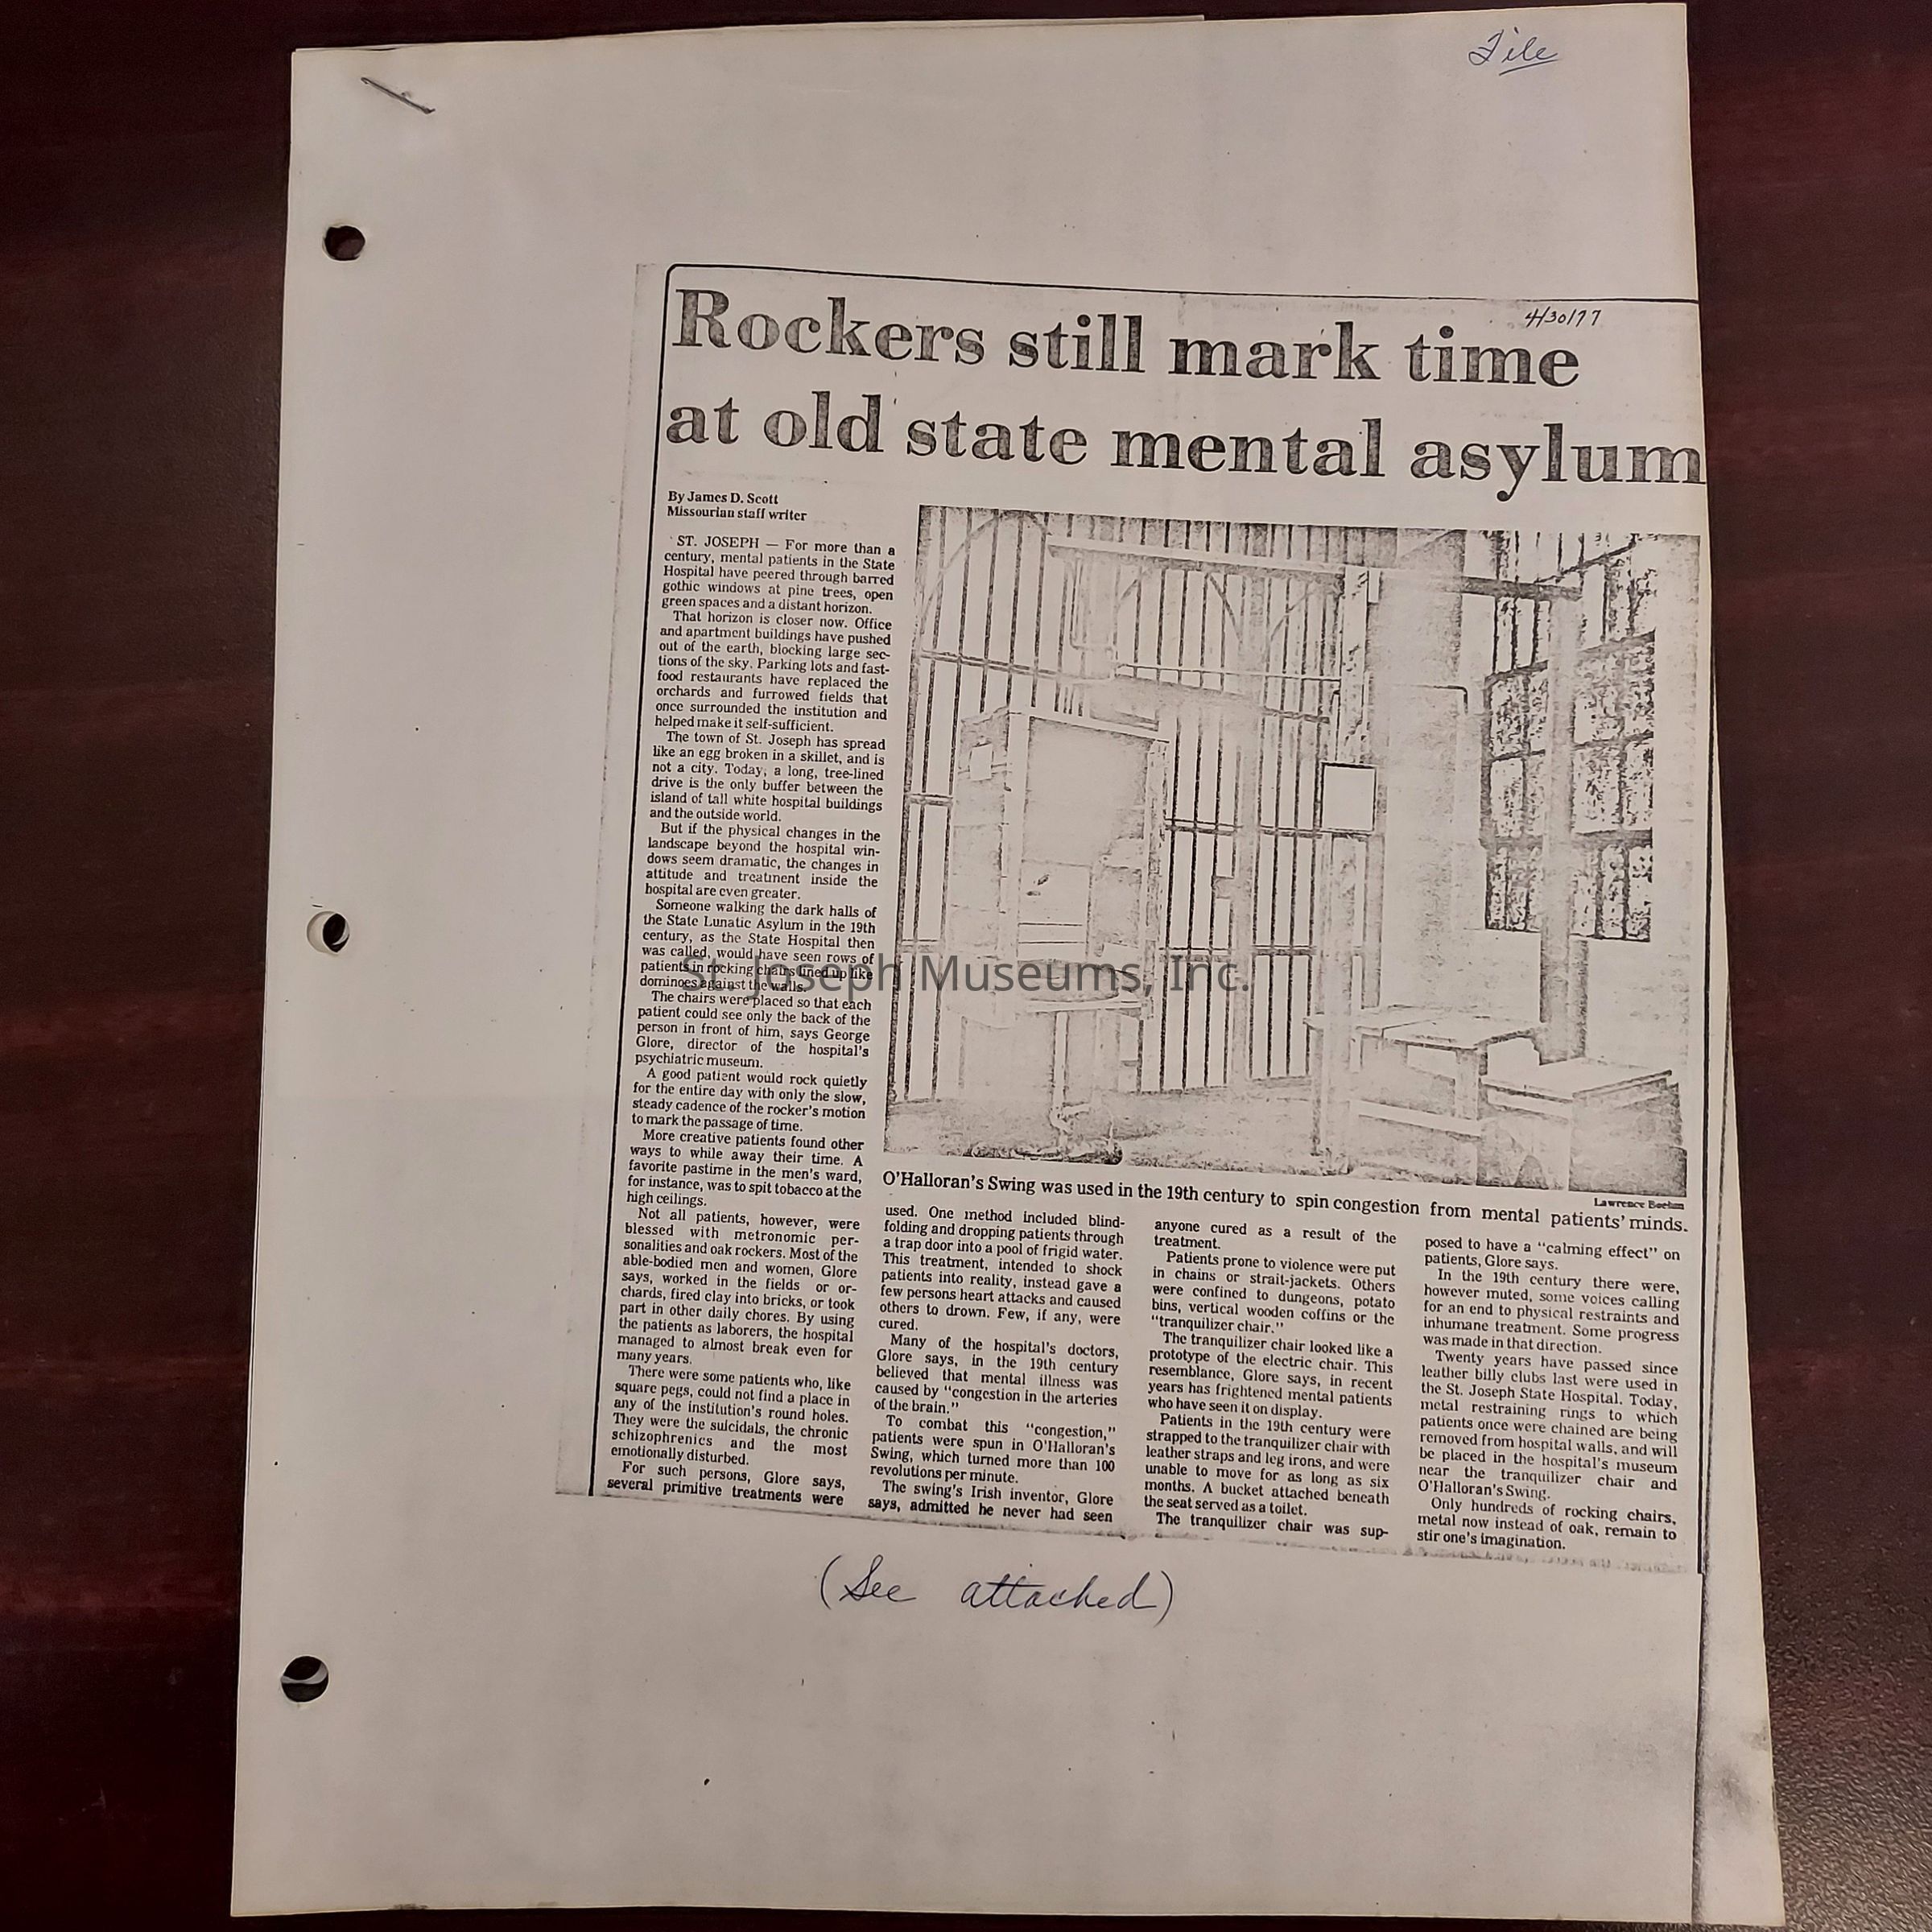 File
4/30/77
Rockers still mark time
at old state mental asylum
By James D. Scott
Missourian staff writer
ST. JOSEPH — For more than a
century, mental patients in the State
Hospital have peered through barred
gothic windows at pine trees, open
green spaces and a distant horizon.
That horizon is closer now. Office
and apartment buildings have pushed
out of the earth, blocking large sec-
tions of the sky. Parking lots and fast-
food restaurants have replaced the
orchards and furrowed fields that
once surrounded the institution and
helped make it self-sufficient.
The town of St. Joseph has spread
like an egg broken in a skillet, and is
not a city. Today, a long, tree-lined
drive is the only buffer between the
island of tall white hospital buildings
and the outside world.
But if the physical changes in the
landscape beyond the hospital win-
dows seem dramatic, the changes in
attitude and treatment inside the
hospital are even greater.
Someone walking the dark halls of
the State Lunatic Asylum in the 19th
century, as the State Hospital then
was called, would have seen rows of
patients in rocking chairs lined up like
dominoes against the walls.
The chairs were placed so that each
patient could see only the back of the
person in front of him, says George
Glore, director of the hospital's
psychiatric museum.
A good patient would rock quietly
for the entire day with only the slow,
steady cadence of the rocker's motion
to mark the passage of time.
More creative patients found other
ways to while away their time. A
favorite pastime in the men's ward,
for instance, was to spit tobacco at the
high ceilings.
Not all patients, however, were
blessed with metronomic per-
sonalities and oak rockers. Most of the
able-bodied men and women, Glore
says, worked in the fields or or-
chards, fired clay into bricks, or took
part in other daily chores. By using
the patients as laborers, the hospital
managed to almost break even for
many years.
There were some patients who, like
square pegs, could not find a place in
any of the institution's round holes.
They were the suicidals, the chronic
schizophrenics and the most
emotionally disturbed.
For such persons, Glore says,
several primitive treatments were
Lawrence Boehm
O'Halloran's Swing was used in the 19th century to spin congestion from mental patients' minds.
used. One method included blind-
folding and dropping patients through
a trap door into a pool of frigid water.
This treatment, intended to shock
patients into reality, instead gave a
few persons heart attacks and caused
others to drown. Few, if any, were
cured.
Many of the hospital's doctors,
Glore says, in the 19th century
believed that mental illness was
caused by "congestion in the arteries
of the brain."
To combat this "congestion,"
patients were spun in O'Halloran's
Swing, which turned more than 100
revolutions per minute.
The swing's Irish inventor, Glore
says, admitted he never had seen
anyone cured as a result of the
treatment.
Patients prone to violence were put
in chains or strait-jackets. Others
were confined to dungeons, potato
bins, vertical wooden coffins or the
"tranquilizer chair."
The tranquilizer chair looked like a
prototype of the electric chair. This
resemblance, Glore says, in recent
years has frightened mental patients
who have seen it on display.
Patients in the 19th century were
strapped to the tranquilizer chair with
leather straps and leg irons, and were
unable to move for as long as six
months. A bucket attached beneath
the seat served as a toilet.
The tranquilizer chair was sup-
posed to have a "calming effect" on
patients, Glore says.
In the 19th century there were,
however muted, some voices calling
for an end to physical restraints and
inhumane treatment. Some progress
was made in that direction.
Twenty years have passed since
leather billy clubs last were used in
the St. Joseph State Hospital. Today,
metal restraining rings to which
patients once were chained are being
removed from hospital walls, and will
be placed in the hospital's museum
near the tranquilizer chair and
O'Halloran's Swing.
Only hundreds of rocking chairs,
metal now instead of oak, remain to
stir one's imagination.
(See attached)
St. Joseph Museums, Inc.